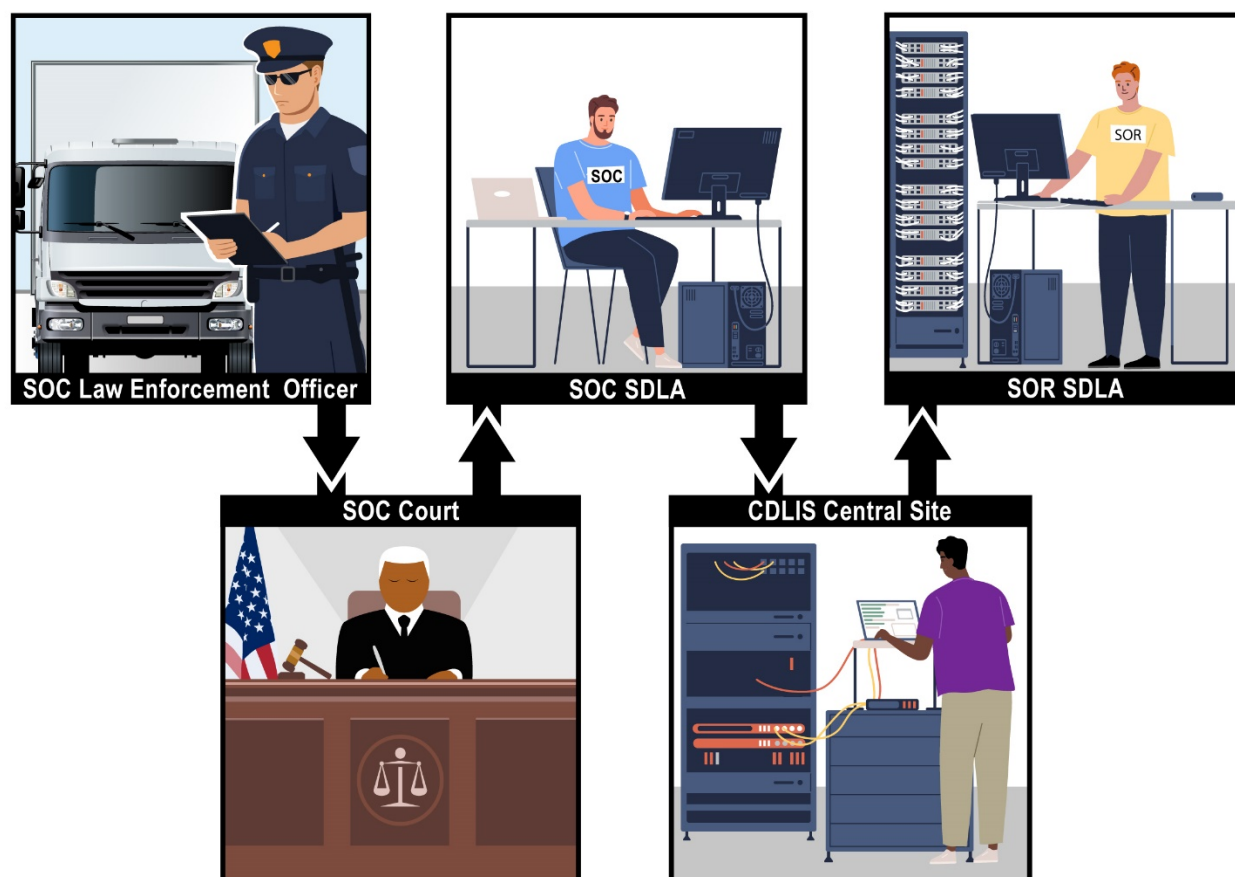 SOC Law Enforcement Officer
SOC
SOC SDLA
SOR
SOR SDLA
SOC Court
CDLIS Central Site